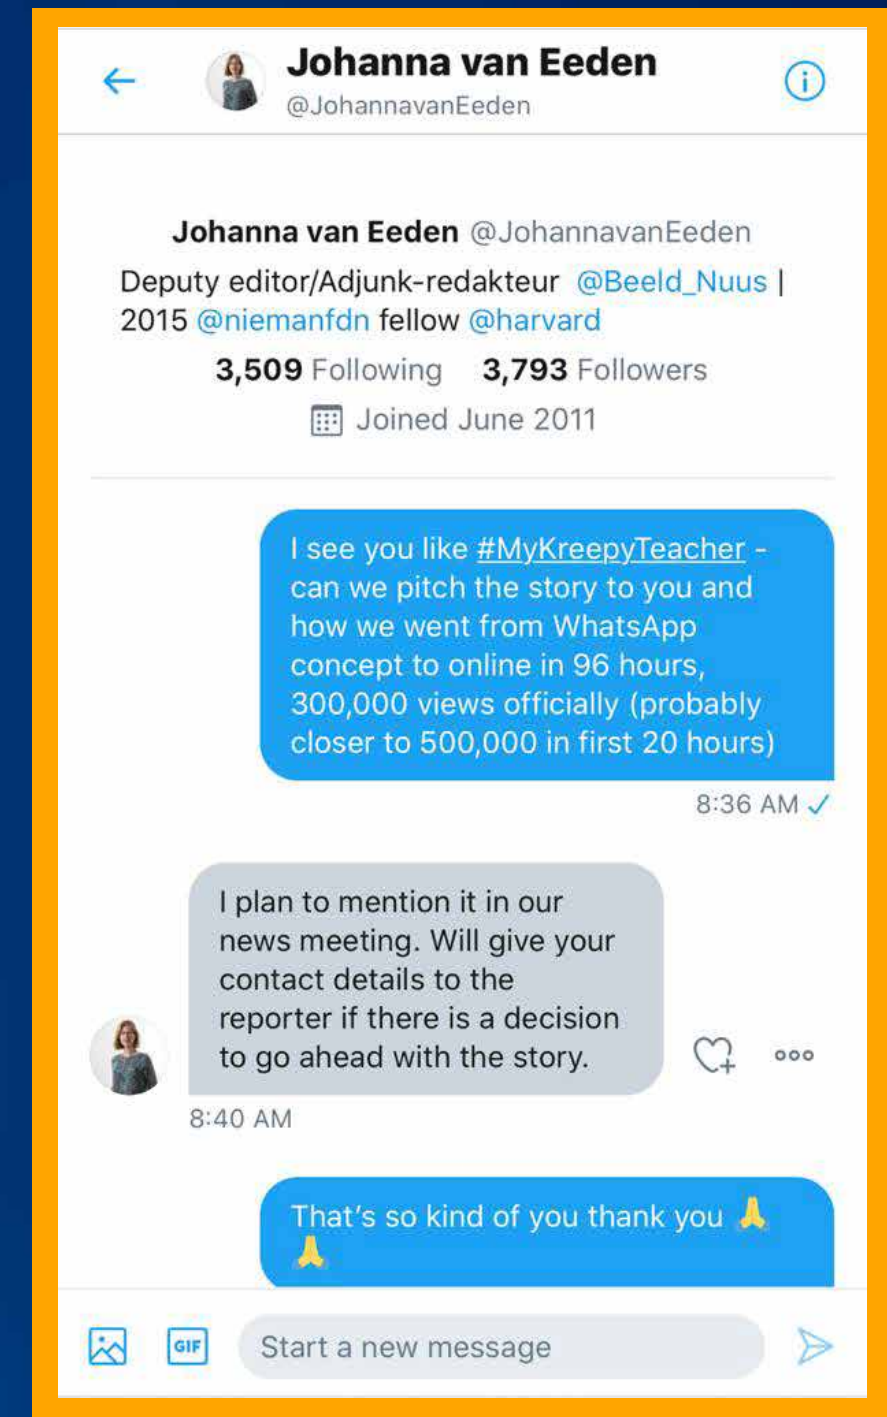 Johanna van Eeden
@JohannavanEeden
Johanna van Eeden @JohannavanEeden
Deputy editor/Adjunk-redakteur @Beeld_Nuus |
2015 @niemanfdn fellow @harvard
3,509 Following 3,793 Followers
Joined June 2011
I see you like #MyKreepyTeacher -
can we pitch the story to you and
how we went from WhatsApp
concept to online in 96 hours,
300,000 views officially (probably
closer to 500,000 in first 20 hours)
8:36 AM ✓
I plan to mention it in our
news meeting. Will give your
contact details to the
reporter if there is a decision
to go ahead with the story.
8:40 AM
That's so kind of you thank you 🙏
🙏
GIF Start a new message